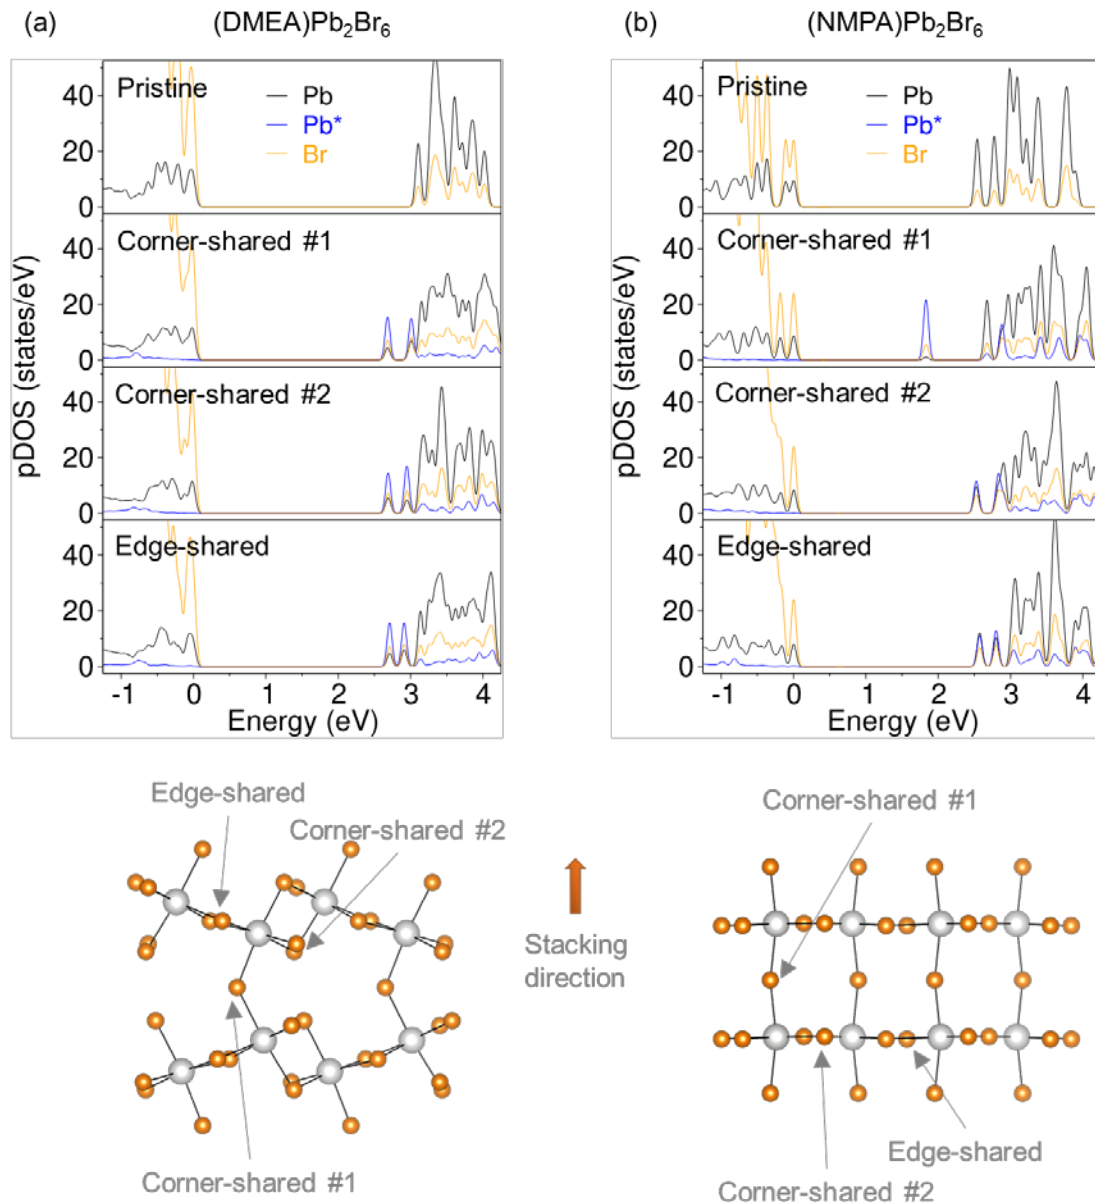 (a) (DMEA)Pb₂Br₆
Pristine
Pb
Pb*
Br
40
20
0
Corner-shared #1
40
20
0
Corner-shared #2
40
20
0
Edge-shared
40
20
0
pDOS (states/eV)
-1 0 1 2 3 4
Energy (eV)
(b) (NMPA)Pb₂Br₆
Pristine
Pb
Pb*
Br
40
20
0
Corner-shared #1
40
20
0
Corner-shared #2
40
20
0
Edge-shared
40
20
0
pDOS (states/eV)
-1 0 1 2 3 4
Energy (eV)
Edge-shared
Corner-shared #2
Corner-shared #1
Stacking
direction
Corner-shared #1
Edge-shared
Corner-shared #2